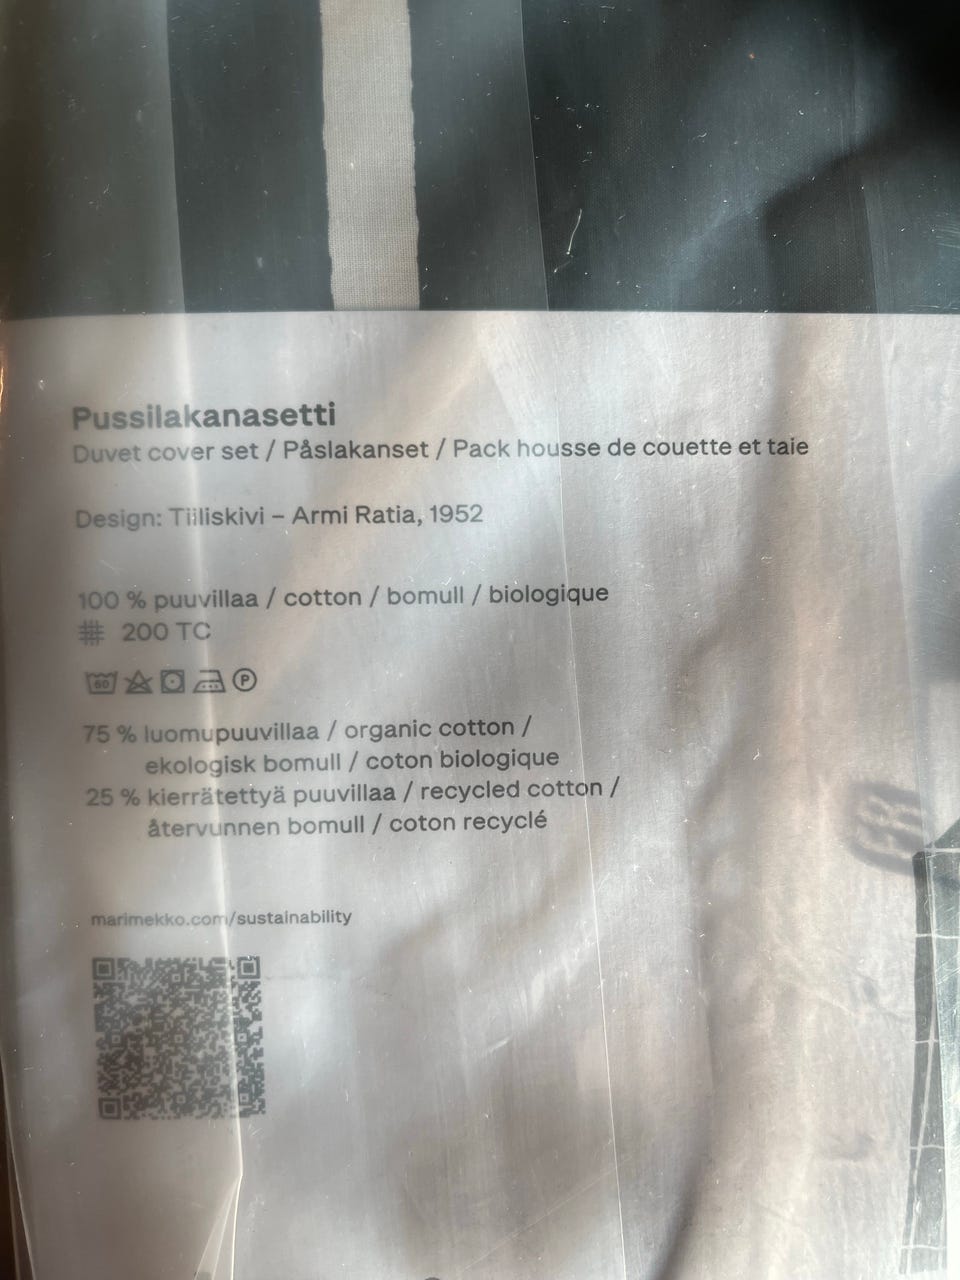 Pussilakanasetti
Duvet cover set / Påslakanset / Pack housse de couette et taie
Design: Tiiliskivi – Armi Ratia, 1952
100 % puuvillaa / cotton / bomull / biologique
200 TC
60
P
75 % luomupuuvillaa / organic cotton /
ekologisk bomull / coton biologique
25 % kierrätettyä puuvillaa / recycled cotton /
återvunnen bomull / coton recyclé
marimekko.com/sustainability